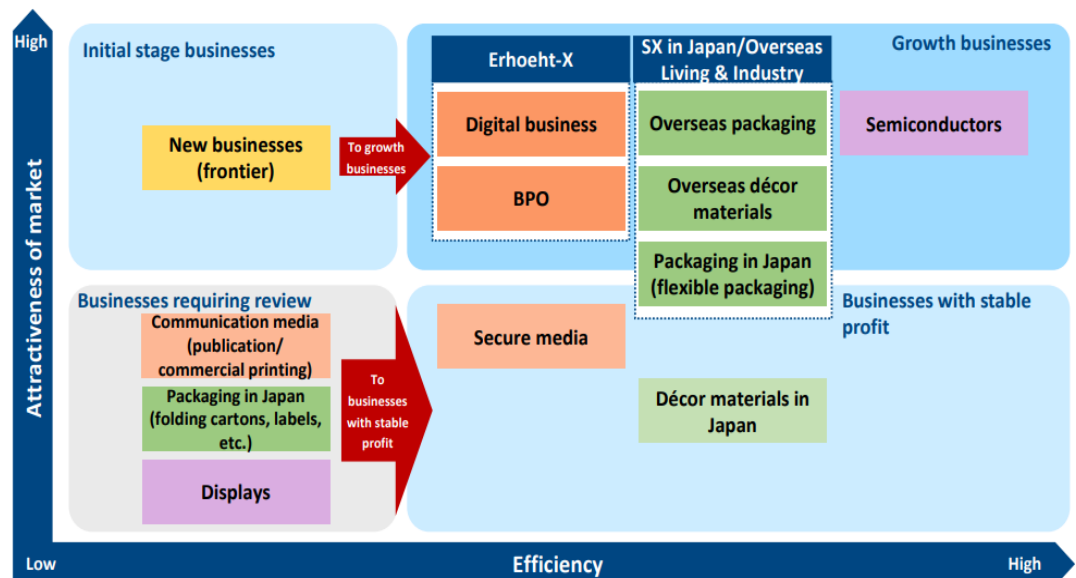 High
Initial stage businesses
Erhoeht-X
SX in Japan/Overseas
Living & Industry
Growth businesses
New businesses
(frontier)
To growth
businesses
Digital business
BPO
Overseas packaging
Overseas décor
materials
Packaging in Japan
(flexible packaging)
Semiconductors
Attractiveness of market
Businesses requiring review
Communication media
(publication/
commercial printing)
Packaging in Japan
(folding cartons, labels,
etc.)
Displays
To
businesses
with stable
profit
Secure media
Décor materials in
Japan
Businesses with stable
profit
Low
Efficiency
High